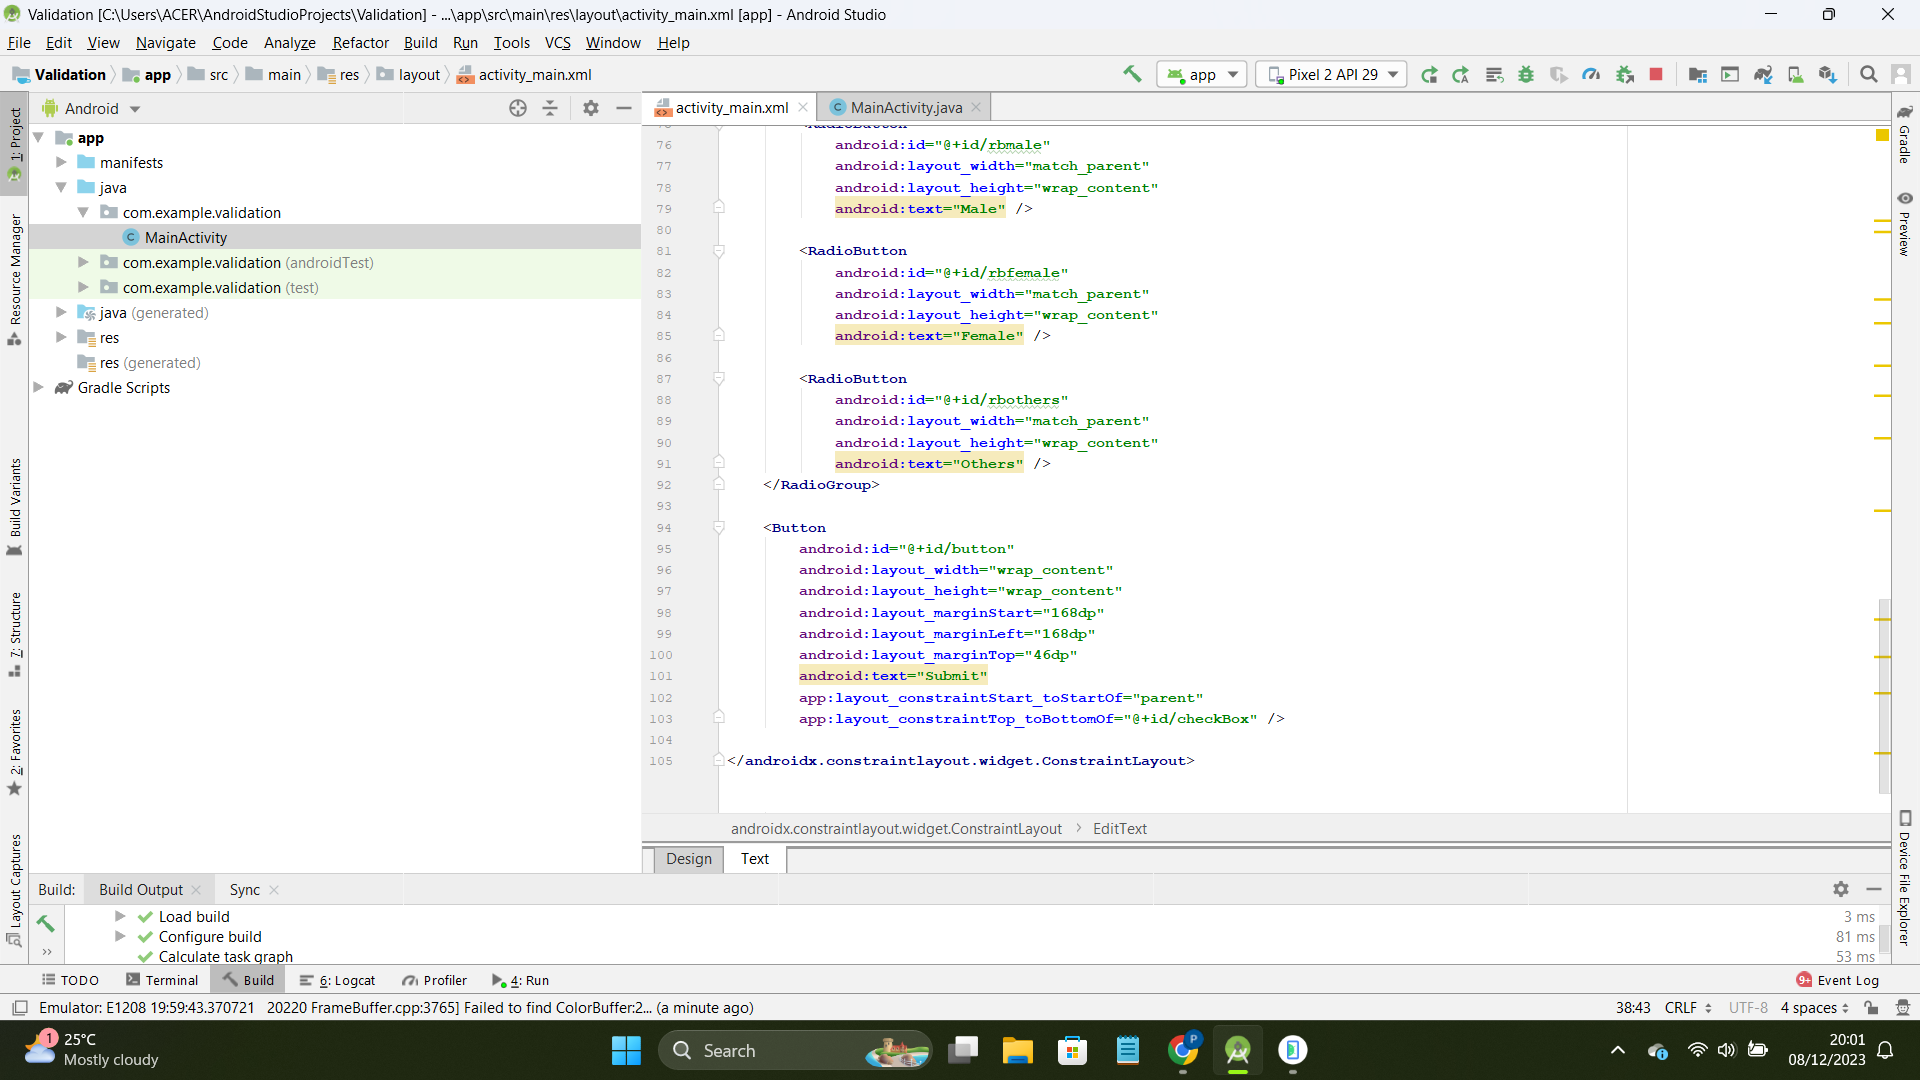 Validation [C:\Users\ACER\AndroidStudioProjects\Validation] - ...\app\src\main\res\layout\activity_main.xml [app] - Android Studio
File Edit View Navigate Code Analyze Refactor Build Run Tools VCS Window Help
Validation app src main res layout activity_main.xml
app
Pixel 2 API 29
Android
activity_main.xml
MainActivity.java
1: Project
Resource Manager
Build Variants
7: Structure
2: Favorites
Layout Captures
app
manifests
java
com.example.validation
MainActivity
com.example.validation (androidTest)
com.example.validation (test)
java (generated)
res
res (generated)
Gradle Scripts
<RadioButton
76 android:id="@+id/rbmale"
77 android:layout_width="match_parent"
78 android:layout_height="wrap_content"
79 android:text="Male" />
80
81 <RadioButton
82 android:id="@+id/rbfemale"
83 android:layout_width="match_parent"
84 android:layout_height="wrap_content"
85 android:text="Female" />
86
87 <RadioButton
88 android:id="@+id/rbothers"
89 android:layout_width="match_parent"
90 android:layout_height="wrap_content"
91 android:text="Others" />
92 </RadioGroup>
93
94 <Button
95 android:id="@+id/button"
96 android:layout_width="wrap_content"
97 android:layout_height="wrap_content"
98 android:layout_marginStart="168dp"
99 android:layout_marginLeft="168dp"
100 android:layout_marginTop="46dp"
101 android:text="Submit"
102 app:layout_constraintStart_toStartOf="parent"
103 app:layout_constraintTop_toBottomOf="@+id/checkBox" />
104
105 </androidx.constraintlayout.widget.ConstraintLayout>
androidx.constraintlayout.widget.ConstraintLayout > EditText
Design Text
Gradle
Preview
Device File Explorer
Build: Build Output Sync
Load build 3 ms
Configure build 81 ms
Calculate task graph 53 ms
TODO Terminal Build 6: Logcat Profiler 4: Run 9+ Event Log
Emulator: E1208 19:59:43.370721 20220 FrameBuffer.cpp:3765] Failed to find ColorBuffer:2... (a minute ago) 38:43 CRLF UTF-8 4 spaces
1
25°C
Mostly cloudy
Search
P
20:01
08/12/2023